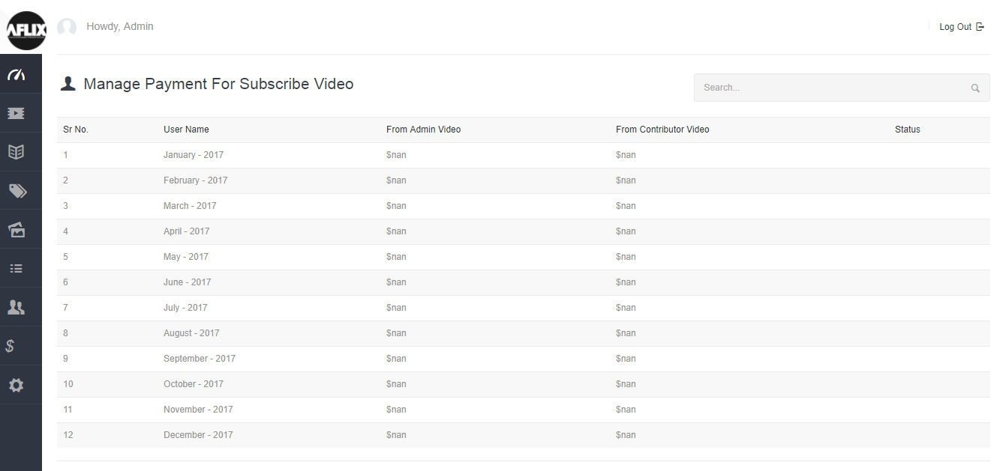 AFLIX
Howdy, Admin
Log Out
Manage Payment For Subscribe Video
Search...
Sr No. User Name From Admin Video From Contributor Video Status
1 January - 2017 $nan $nan
2 February - 2017 $nan $nan
3 March - 2017 $nan $nan
4 April - 2017 $nan $nan
5 May - 2017 $nan $nan
6 June - 2017 $nan $nan
7 July - 2017 $nan $nan
8 August - 2017 $nan $nan
9 September - 2017 $nan $nan
10 October - 2017 $nan $nan
11 November - 2017 $nan $nan
12 December - 2017 $nan $nan